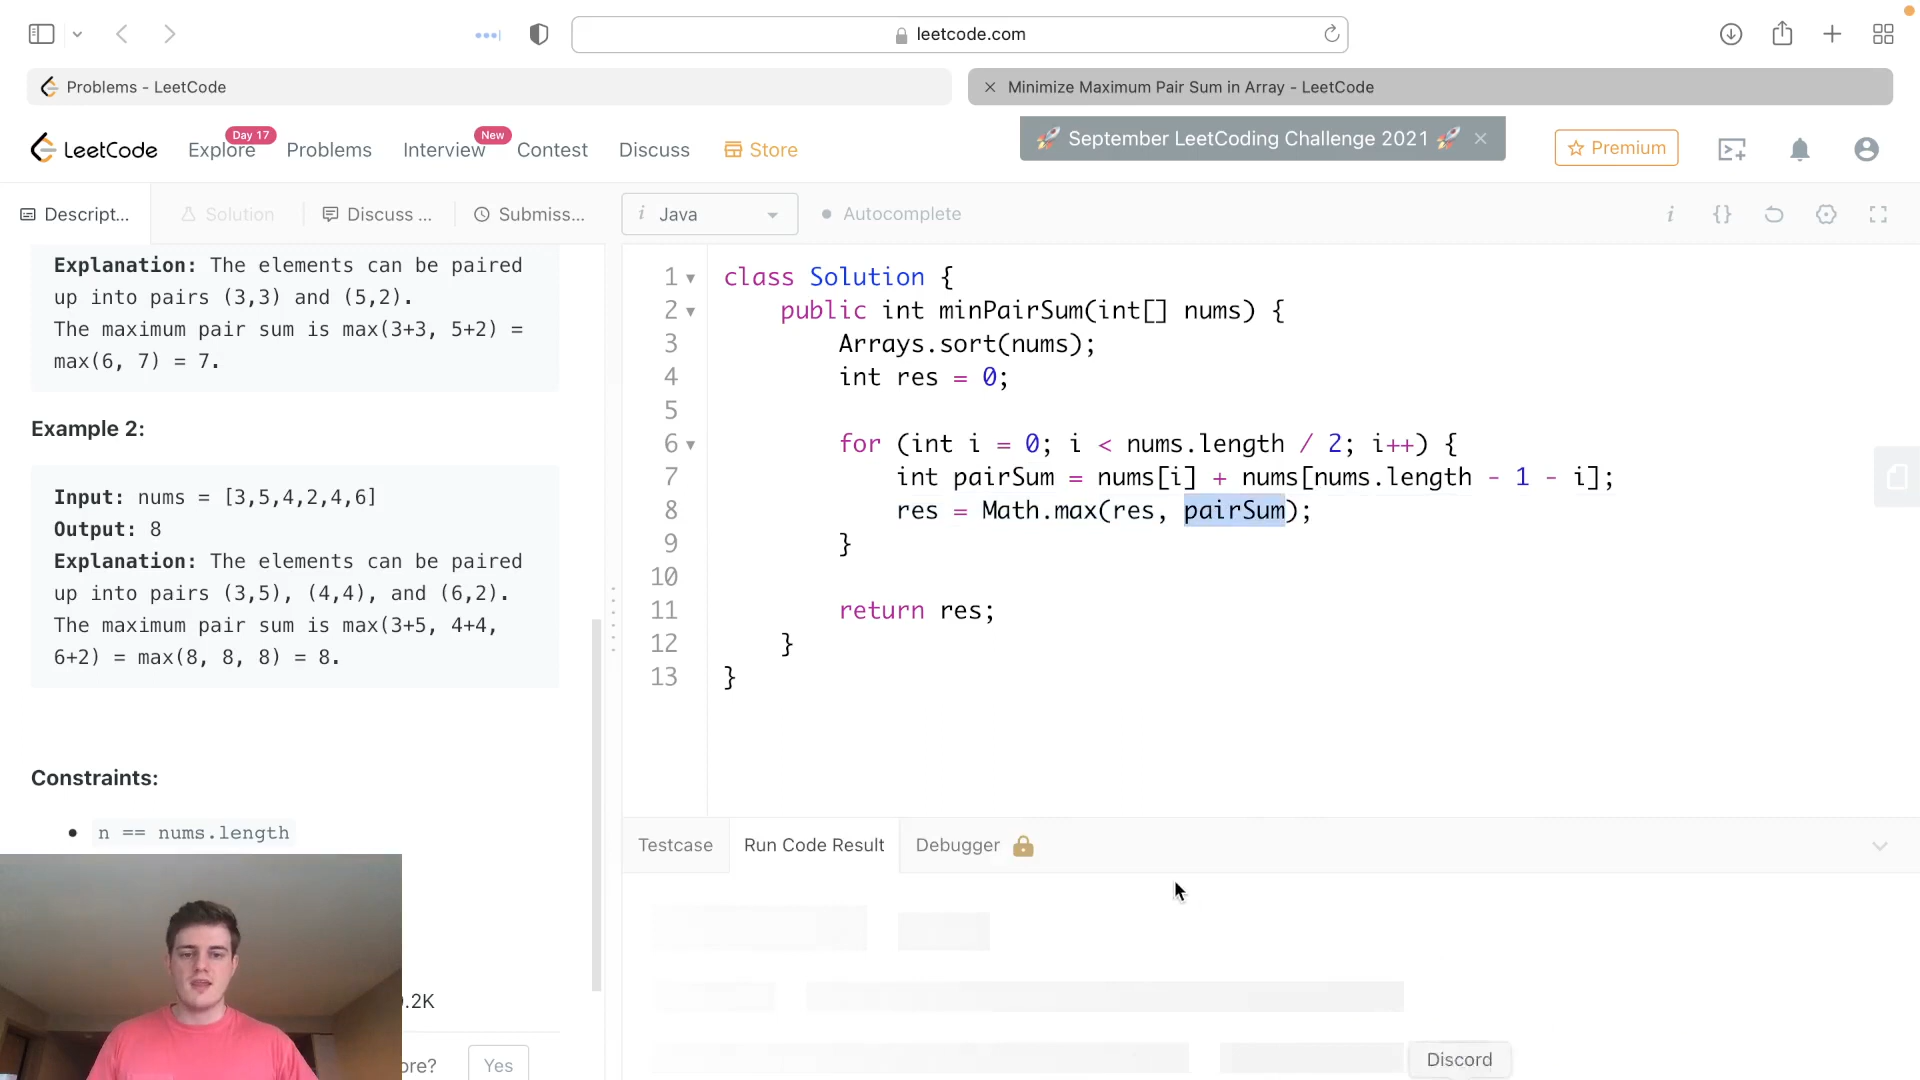 leetcode.com
Problems - LeetCode
Minimize Maximum Pair Sum in Array - LeetCode
LeetCode
Explore
Day 17
Problems
Interview
New
Contest
Discuss
Store
🚀 September LeetCoding Challenge 2021 🚀
Premium
Descript...
Solution
Discuss ...
Submiss...
i Java
Autocomplete
Explanation: The elements can be paired
up into pairs (3,3) and (5,2).
The maximum pair sum is max(3+3, 5+2) =
max(6, 7) = 7.
Example 2:
Input: nums = [3,5,4,2,4,6]
Output: 8
Explanation: The elements can be paired
up into pairs (3,5), (4,4), and (6,2).
The maximum pair sum is max(3+5, 4+4,
6+2) = max(8, 8, 8) = 8.
Constraints:
n == nums.length
.2K
ore?
Yes
1 class Solution {
2 public int minPairSum(int[] nums) {
3 Arrays.sort(nums);
4 int res = 0;
5
6 for (int i = 0; i < nums.length / 2; i++) {
7 int pairSum = nums[i] + nums[nums.length - 1 - i];
8 res = Math.max(res, pairSum);
9 }
10
11 return res;
12 }
13 }
Testcase
Run Code Result
Debugger
Discord